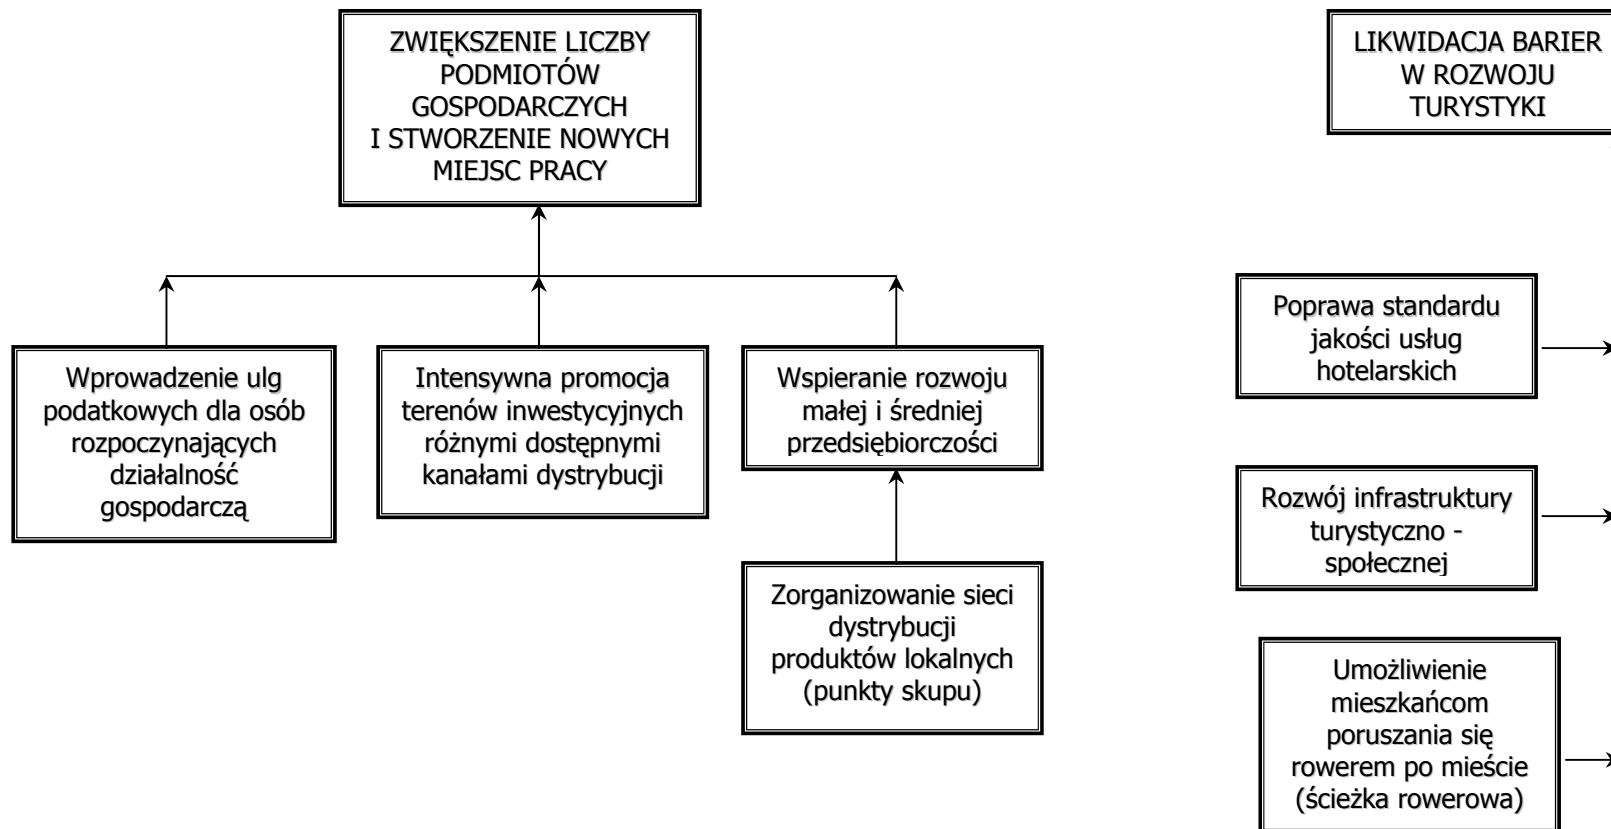 ZWIĘKSZENIE LICZBY
PODMIOTÓW
GOSPODARCZYCH
I STWORZENIE NOWYCH
MIEJSC PRACY
LIKWIDACJA BARIER
W ROZWOJU
TURYSTYKI
Wprowadzenie ulg
podatkowych dla osób
rozpoczynających
działalność
gospodarczą
Intensywna promocja
terenów inwestycyjnych
różnymi dostępnymi
kanałami dystrybucji
Wspieranie rozwoju
małej i średniej
przedsiębiorczości
Zorganizowanie sieci
dystrybucji
produktów lokalnych
(punkty skupu)
Poprawa standardu
jakości usług
hotelarskich
Rozwój infrastruktury
turystyczno -
społecznej
Umożliwienie
mieszkańcom
poruszania się
rowerem po mieście
(ścieżka rowerowa)